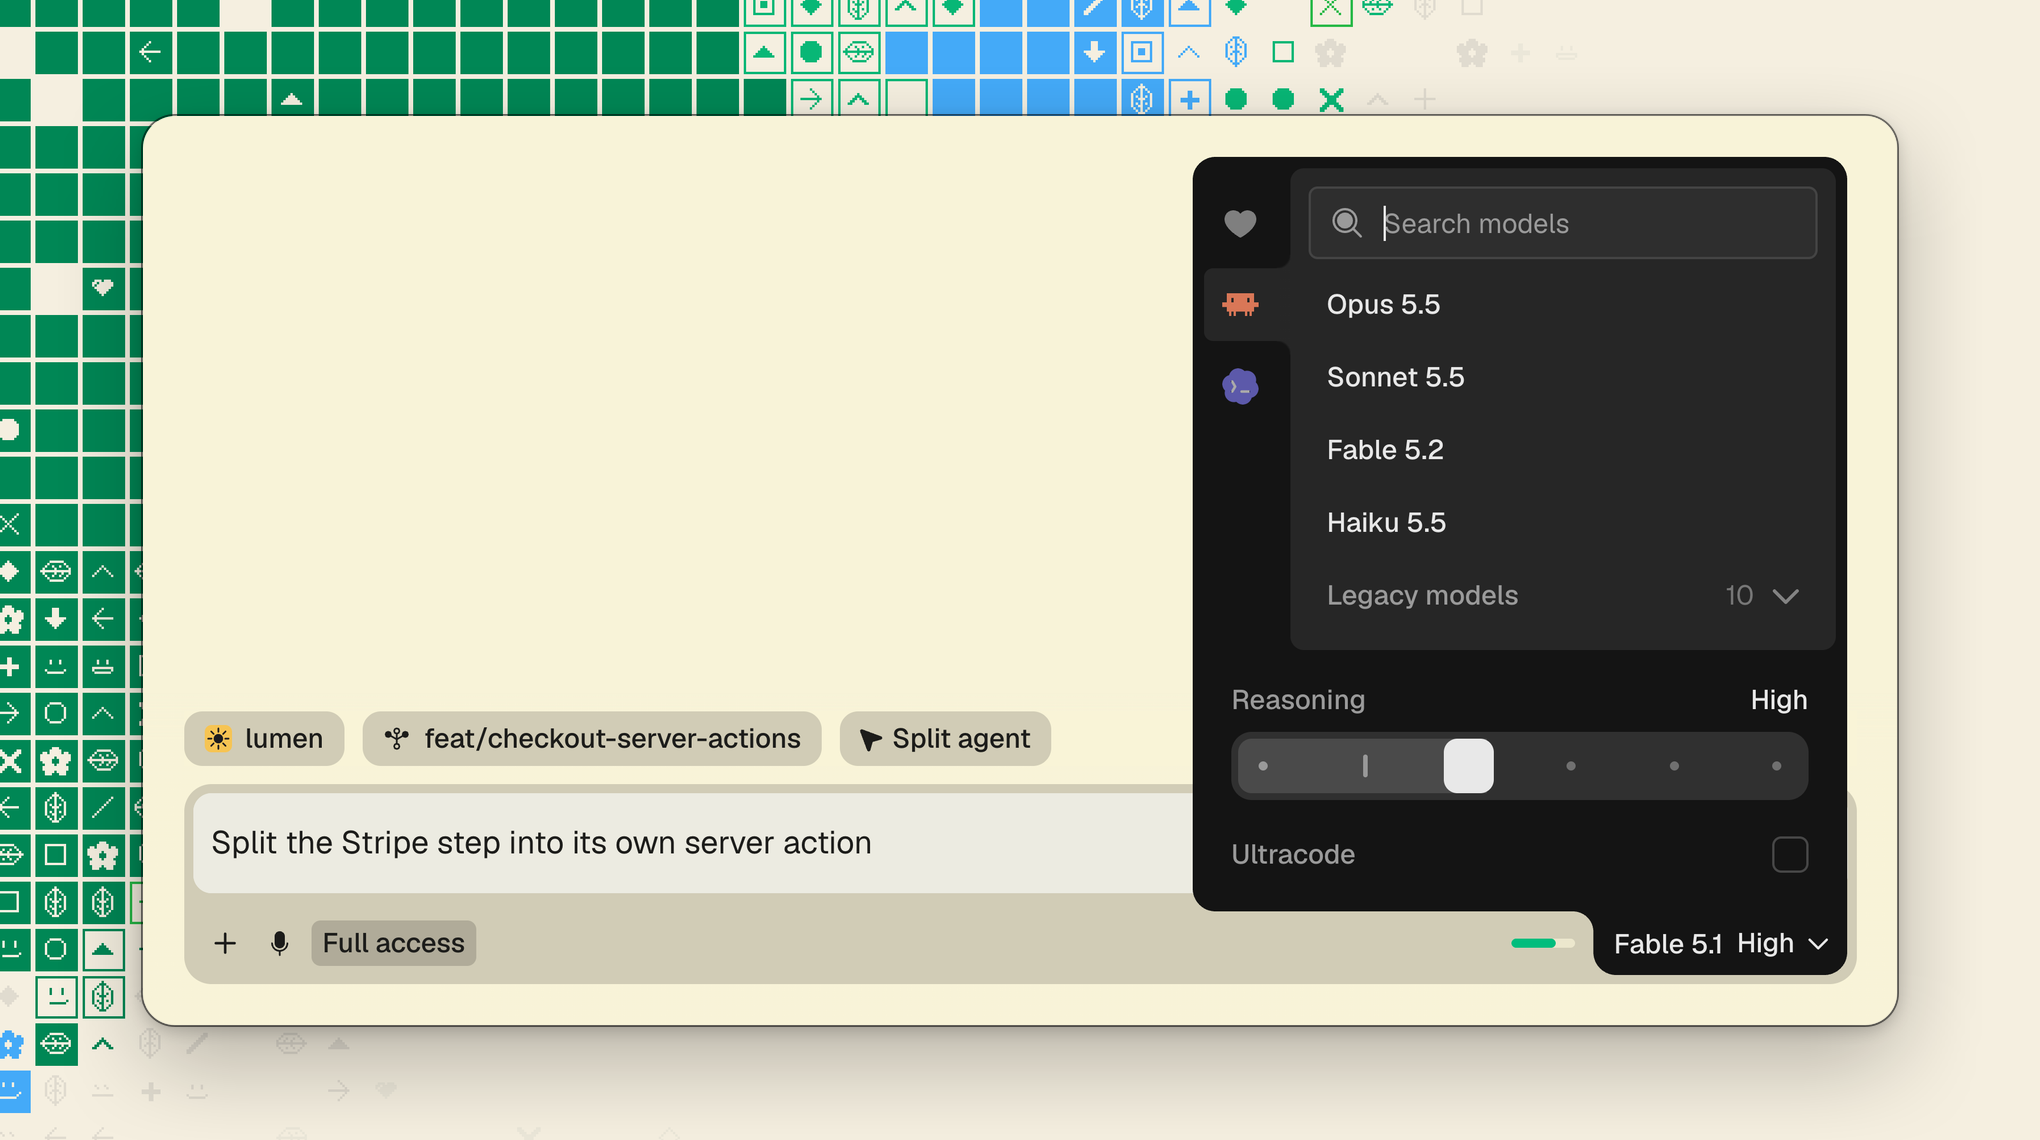 Search models
Opus 5.5
Sonnet 5.5
Fable 5.2
Haiku 5.5
Legacy models 10
Reasoning High
lumen feat/checkout-server-actions Split agent
Split the Stripe step into its own server action
Ultracode
Full access Fable 5.1 High